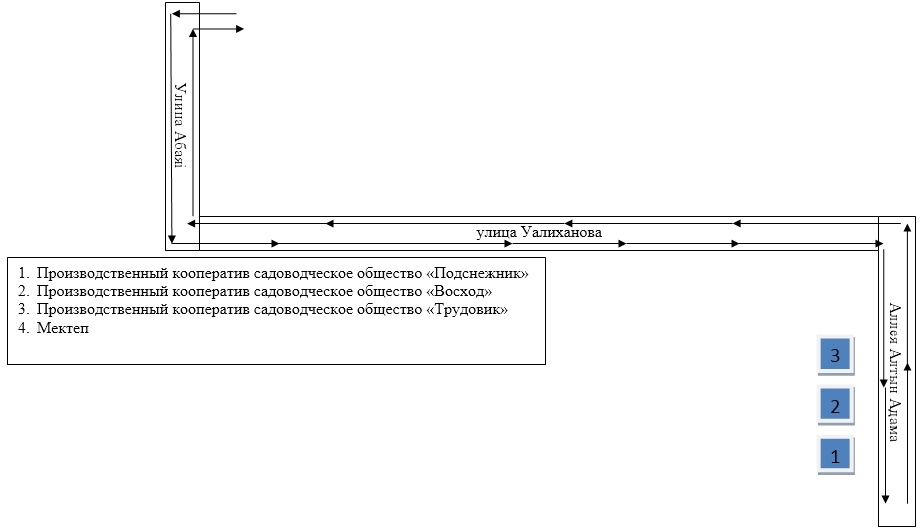 Улица Абаяi
улица Уалиханова
1. Производственный кооператив садоводческое общество «Подснежник»
2. Производственный кооператив садоводческое общество «Восход»
3. Производственный кооператив садоводческое общество «Трудовик»
4. Мектеп
Аллея Алтын Адама
3
2
1